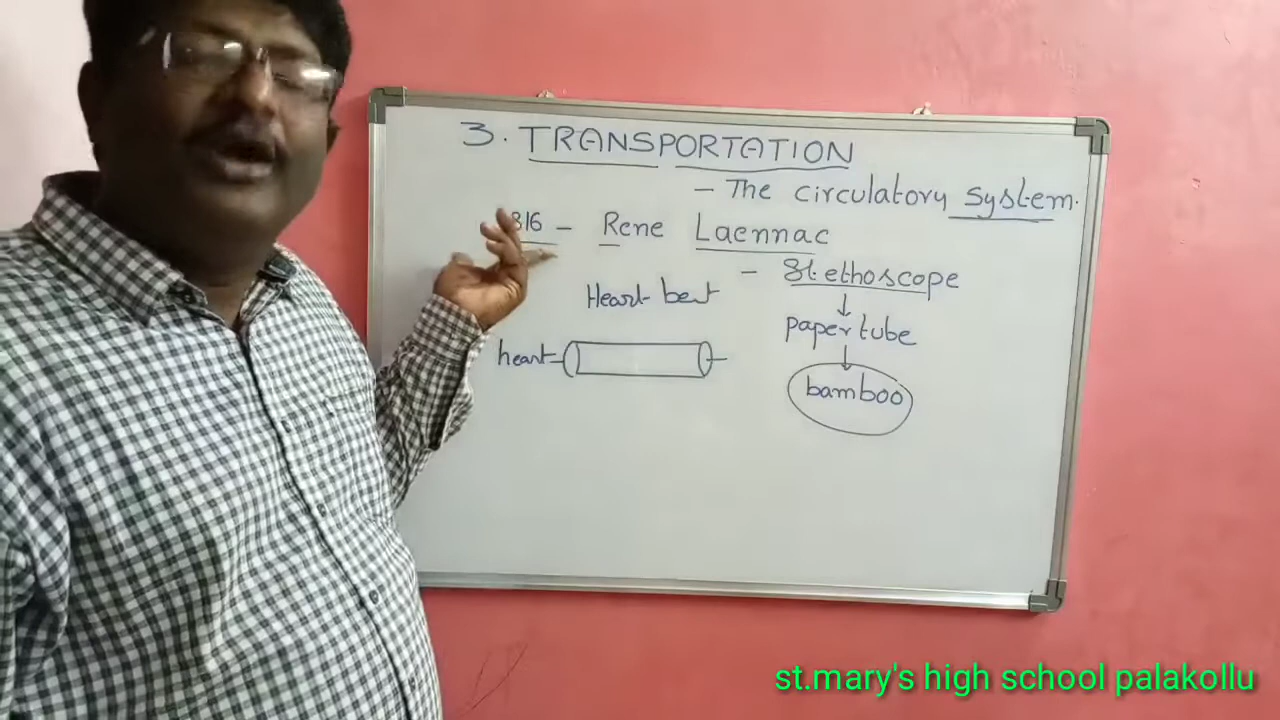 3. TRANSPORTATION
- The circulatory system.
816 - Rene Laennac
- Stethoscope
Heart beat
paper tube
heart
bamboo
st.mary's high school palakollu